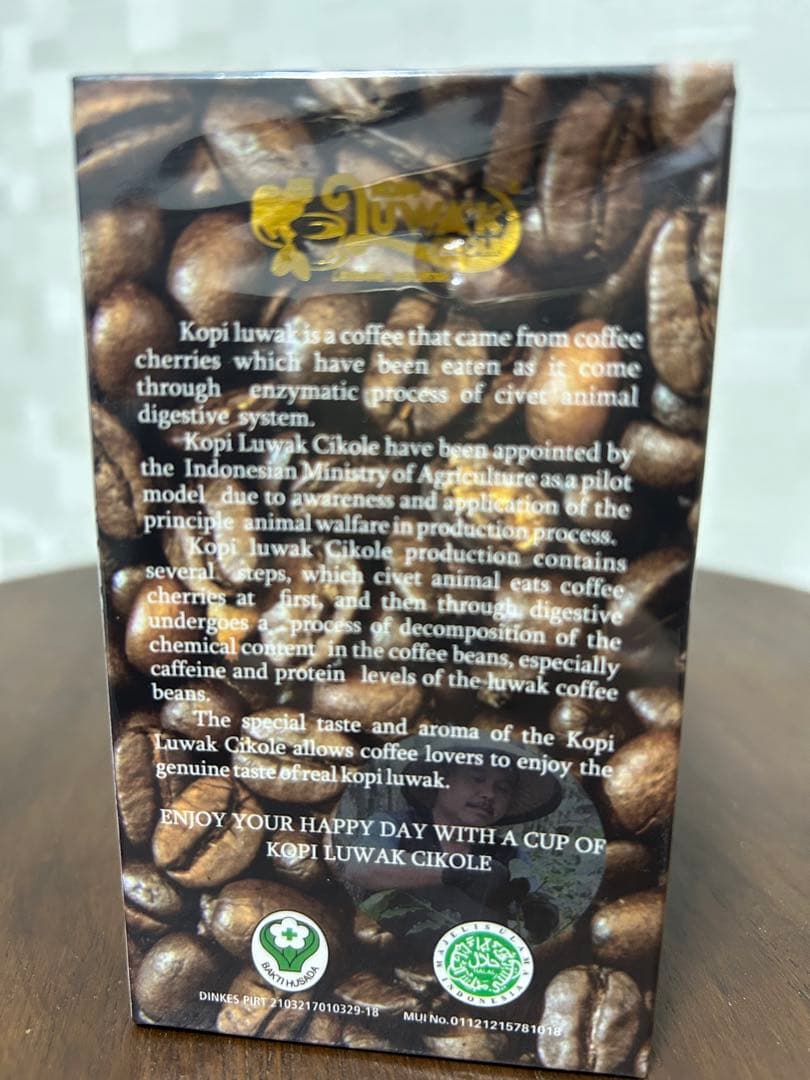 luwak
Kopi luwak is a coffee that came from coffee
cherries which have been eaten as it come
through enzymatic process of civet animal
digestive system.
Kopi Luwak Cikole have been appointed by
the Indonesian Ministry of Agriculture as a pilot
model due to awareness and application of the
principle animal walfare in production process.
Kopi luwak Cikole production contains
several steps, which civet animal eats coffee
cherries at first, and then through digestive
undergoes a process of decomposition of the
chemical content in the coffee beans, especially
caffeine and protein levels of the luwak coffee
beans.
The special taste and aroma of the Kopi
Luwak Cikole allows coffee lovers to enjoy the
genuine taste of real kopi luwak.
ENJOY YOUR HAPPY DAY WITH A CUP OF
KOPI LUWAK CIKOLE
BAKTI HUSADA
MAJELIS ULAMA
حلال
HALAL
INDONESIA
DINKES PIRT 2103217010329-18
MUI No.01121215781018